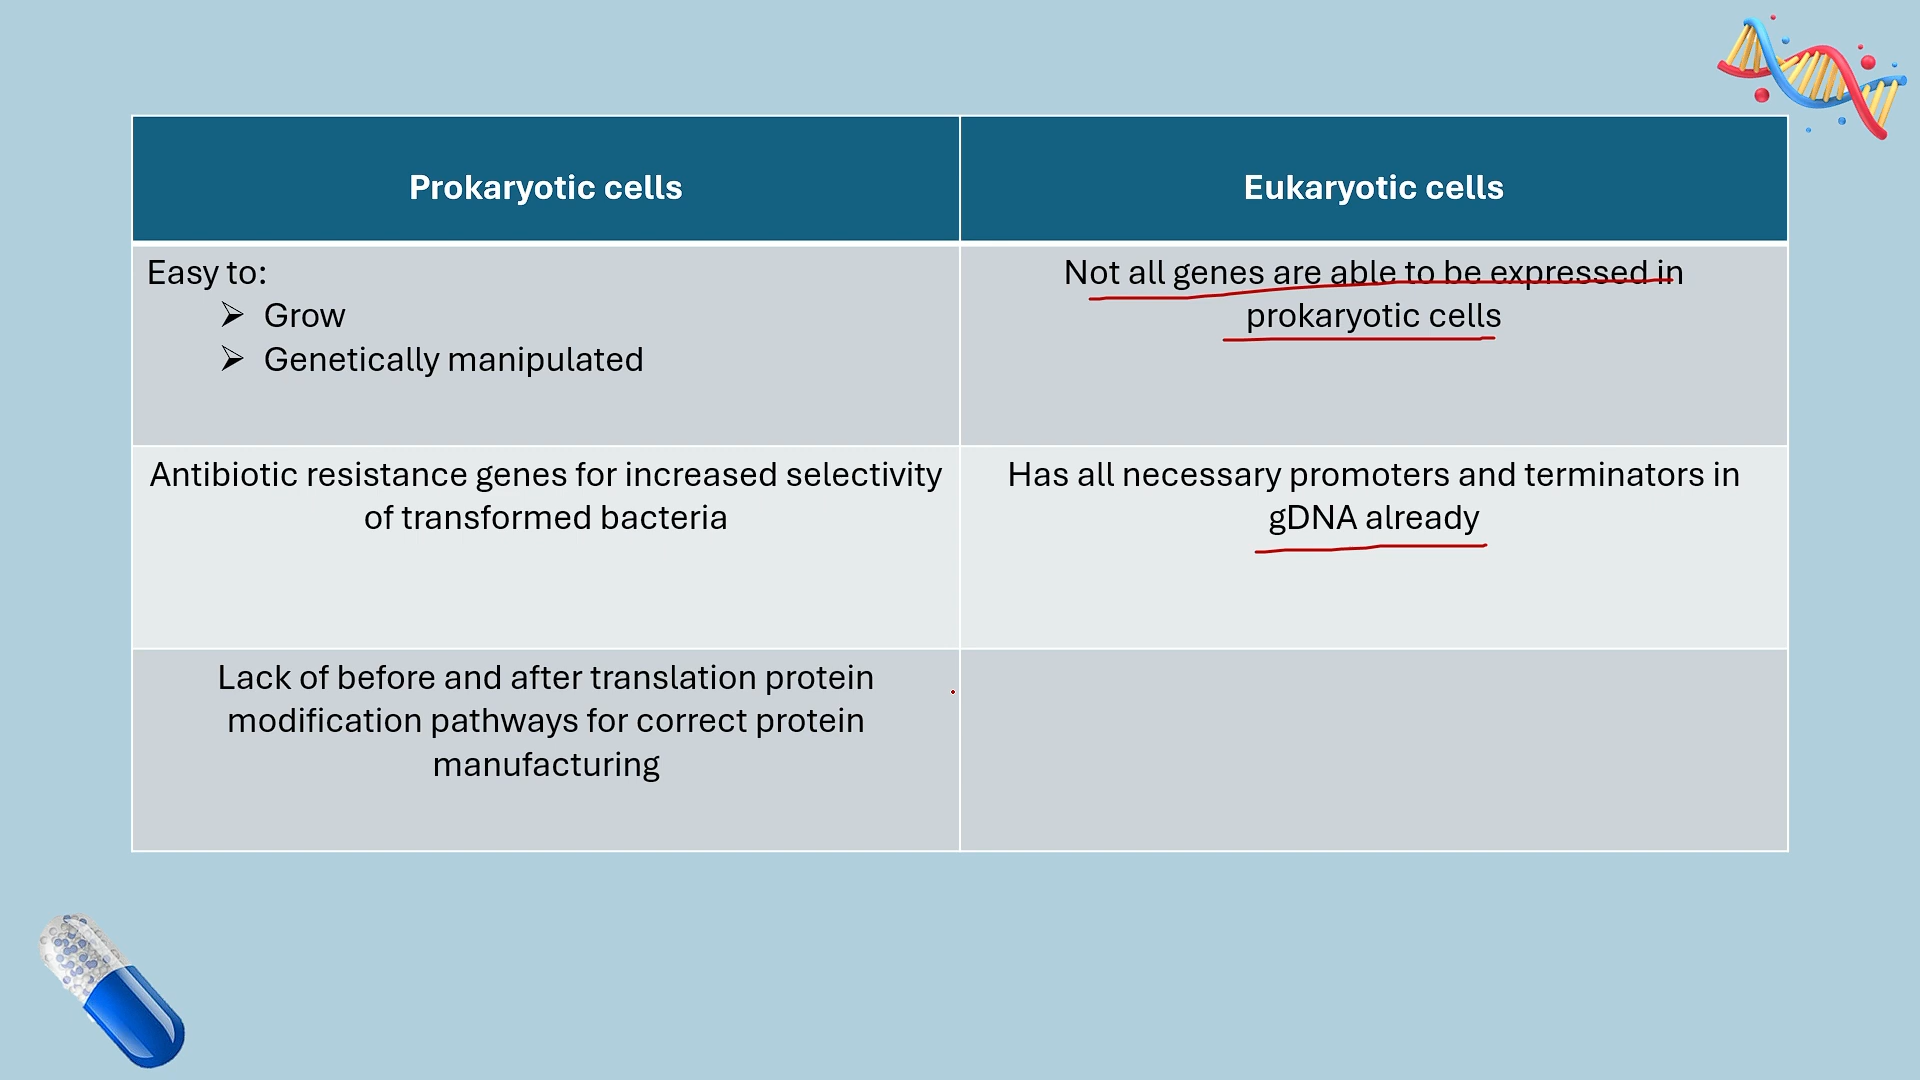 Prokaryotic cells
Eukaryotic cells
Easy to:
➢ Grow
➢ Genetically manipulated
Not all genes are able to be expressed in
prokaryotic cells
Antibiotic resistance genes for increased selectivity
of transformed bacteria
Has all necessary promoters and terminators in
gDNA already
Lack of before and after translation protein
modification pathways for correct protein
manufacturing